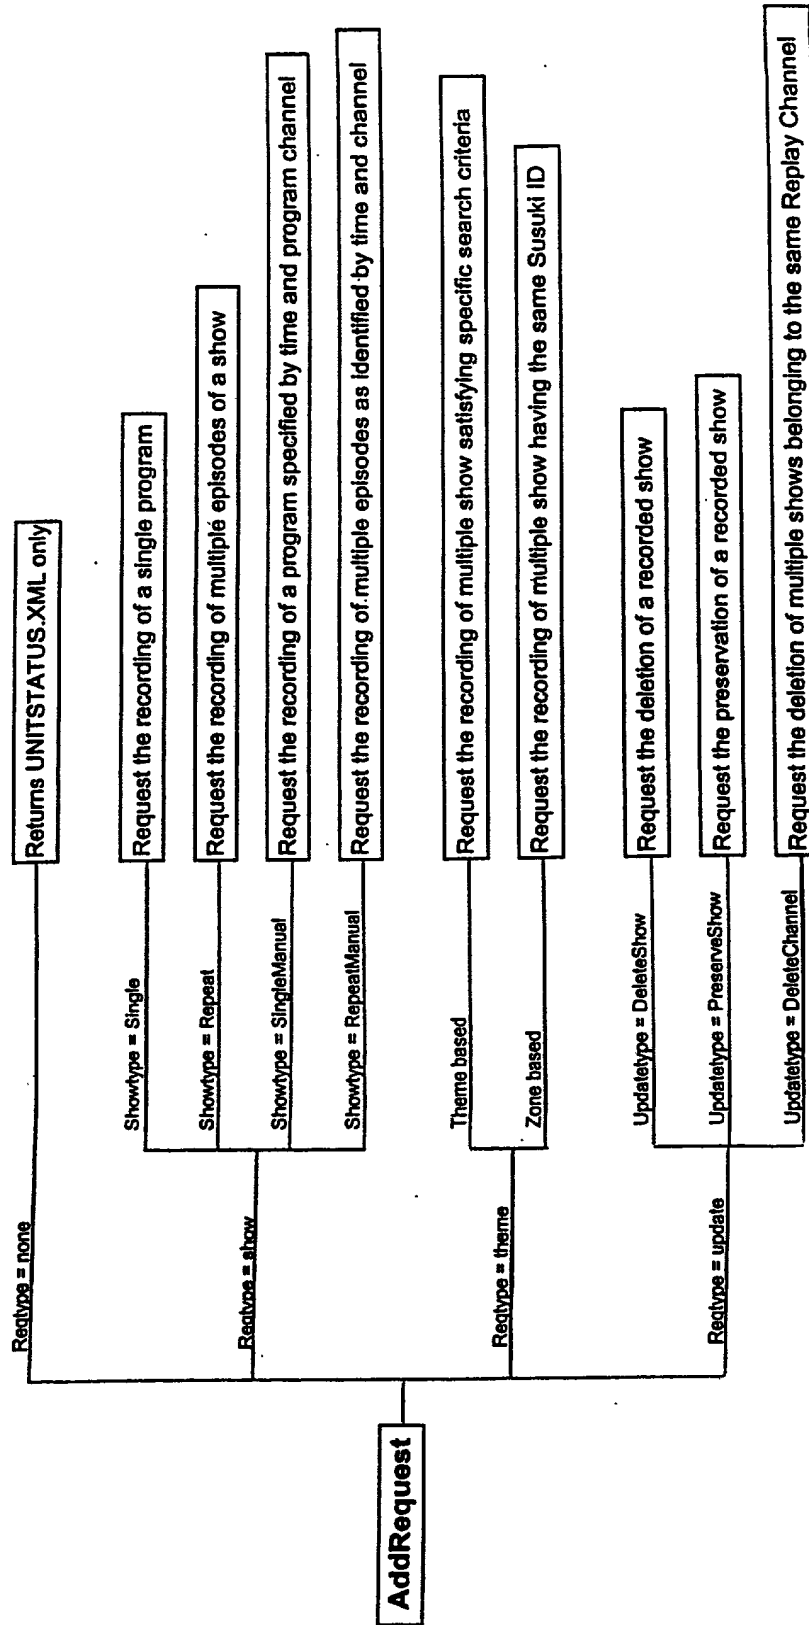 AddRequest
Reqtype = none
Returns UNITSTATUS.XML only
Reqtype = show
Showtype = Single
Request the recording of a single program
Showtype = Repeat
Request the recording of multiple episodes of a show
Showtype = SingleManual
Request the recording of a program specified by time and program channel
Showtype = RepeatManual
Request the recording of multiple episodes as identified by time and channel
Reqtype = theme
Theme based
Request the recording of multiple show satisfying specific search criteria
Zone based
Request the recording of multiple show having the same Susuki ID
Reqtype = update
Updatetype = DeleteShow
Request the deletion of a recorded show
Updatetype = PreserveShow
Request the preservation of a recorded show
Updatetype = DeleteChannel
Request the deletion of multiple shows belonging to the same Replay Channel